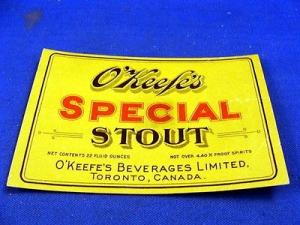 O'Keefe's
SPECIAL
STOUT
NET CONTENTS 22 FLUID OUNCES NOT OVER 4.40 % PROOF SPIRITS
O'KEEFE'S BEVERAGES LIMITED,
TORONTO, CANADA.